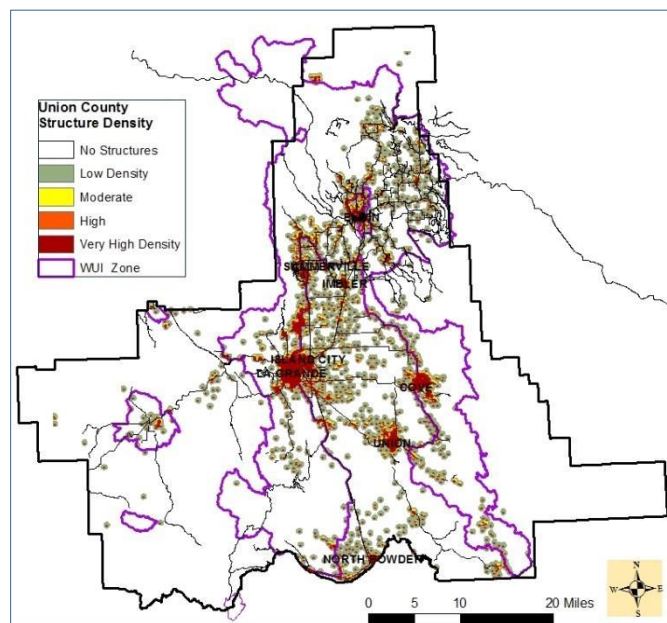 Union County
Structure Density
No Structures
Low Density
Moderate
High
Very High Density
WUI Zone
ELGIN
SUMMERVILLE
IMBLER
ISLAND CITY
LA GRANDE
COVE
UNION
NORTH POWDER
0 5 10 20 Miles
N
W E
S